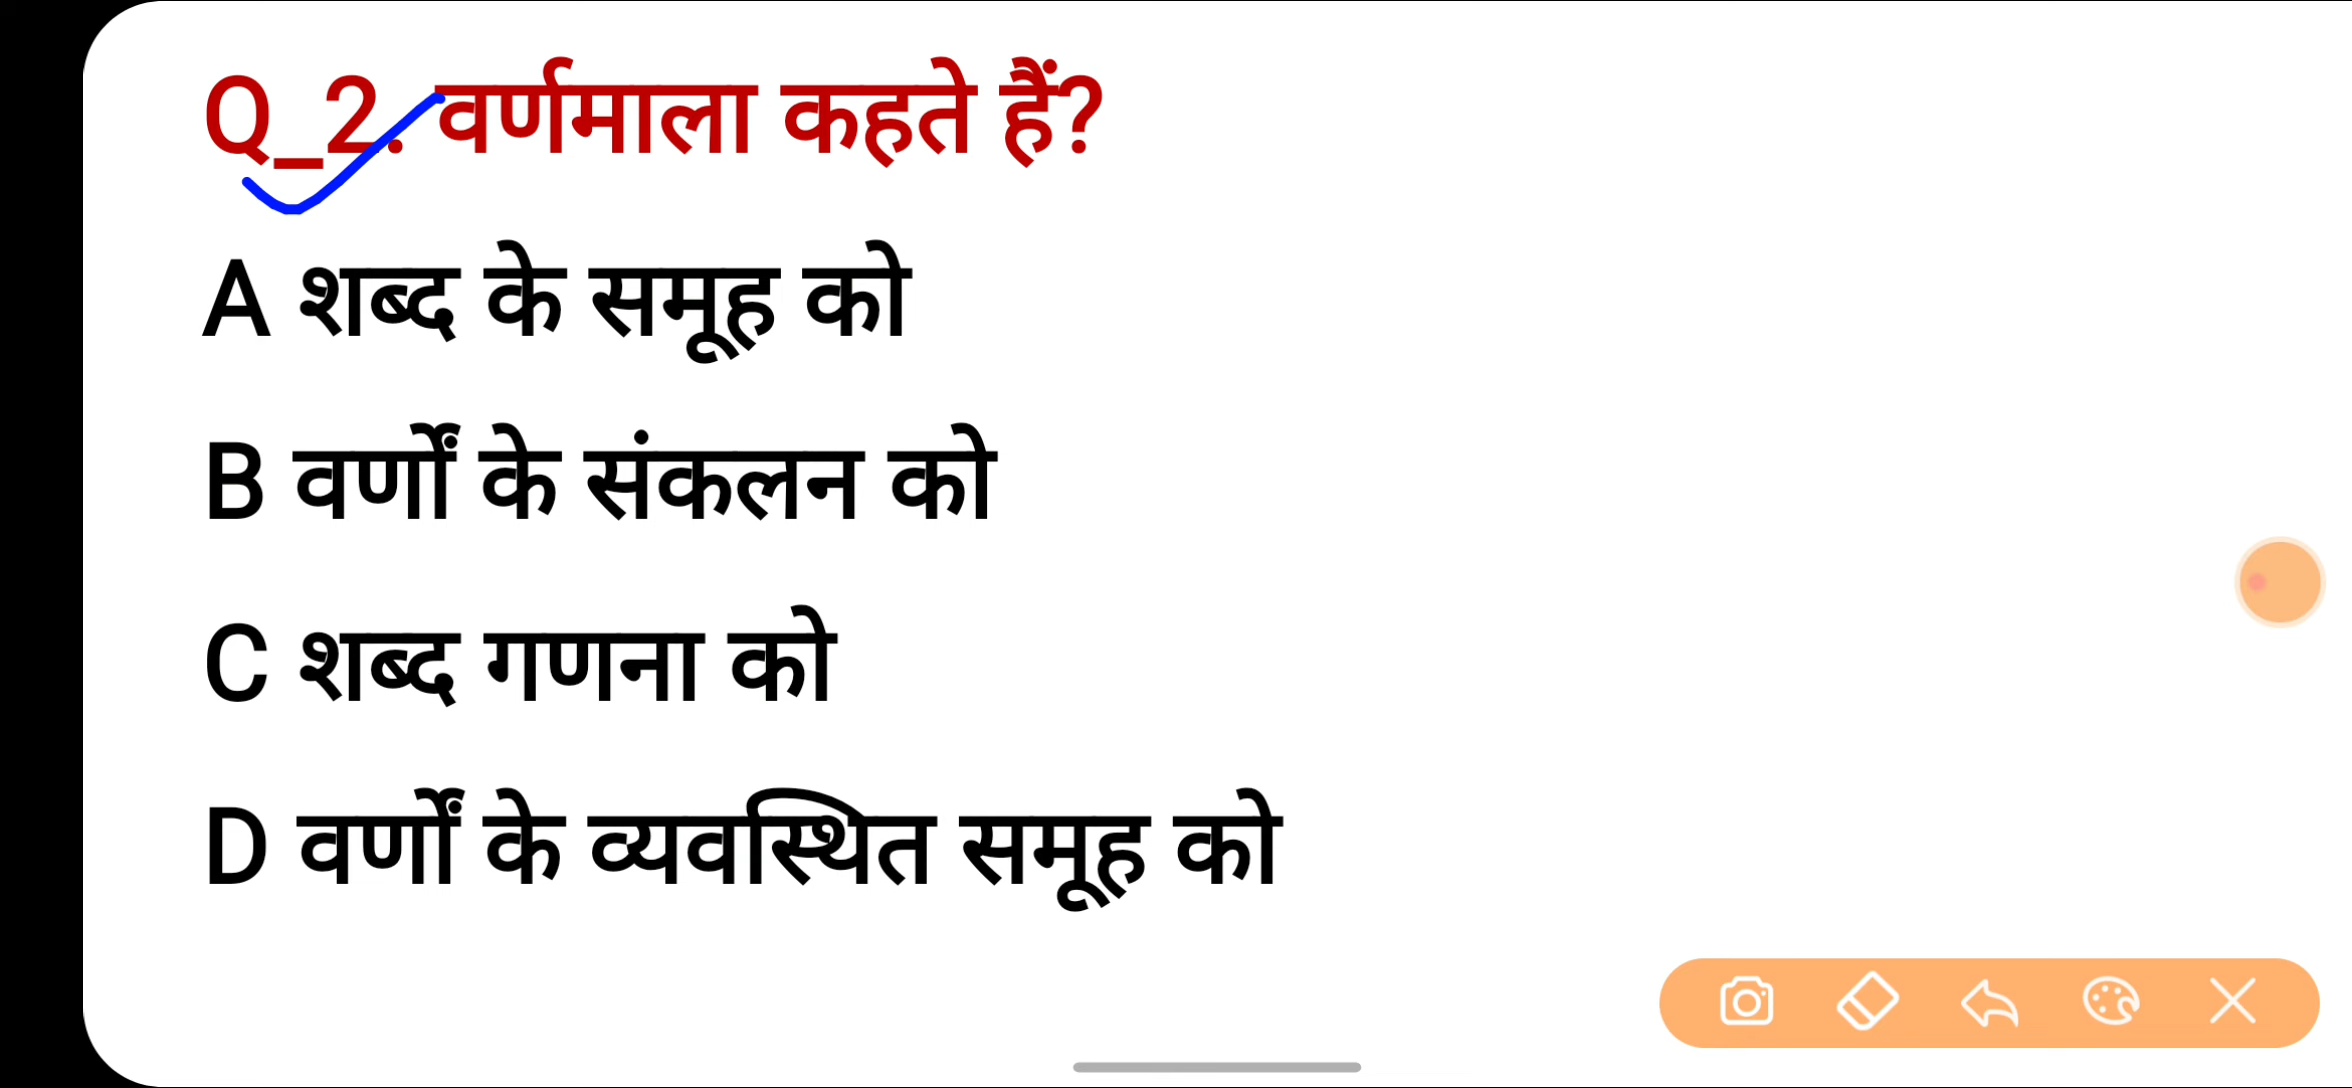 Q_2. वर्णमाला कहते हैं?
A शब्द के समूह को
B वर्णों के संकलन को
C शब्द गणना को
D वर्णों के व्यवस्थित समूह को